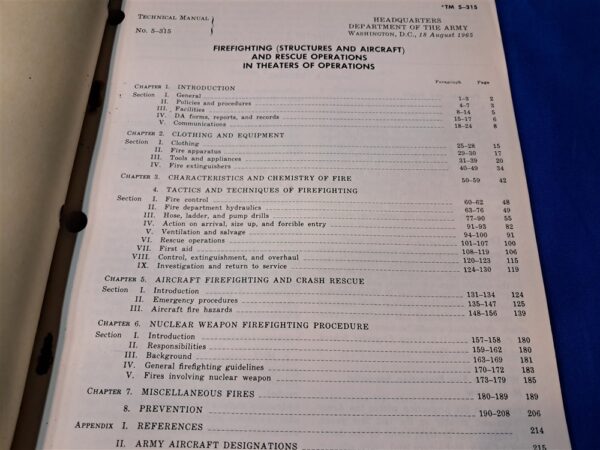 *TM 5-315
TECHNICAL MANUAL
No. 5-315
HEADQUARTERS
DEPARTMENT OF THE ARMY
WASHINGTON, D.C., 18 August 1965
FIREFIGHTING (STRUCTURES AND AIRCRAFT)
AND RESCUE OPERATIONS
IN THEATERS OF OPERATIONS
Paragraph Page
CHAPTER 1. INTRODUCTION
Section I. General 1-3 2
II. Policies and procedures 4-7 3
III. Facilities 8-14 5
IV. DA forms, reports, and records 15-17 6
V. Communications 18-24 8
CHAPTER 2. CLOTHING AND EQUIPMENT
Section I. Clothing 25-28 15
II. Fire apparatus 29-30 17
III. Tools and appliances 31-39 20
IV. Fire extinguishers 40-49 34
CHAPTER 3. CHARACTERISTICS AND CHEMISTRY OF FIRE 50-59 42
4. TACTICS AND TECHNIQUES OF FIREFIGHTING
Section I. Fire control 60-62 48
II. Fire department hydraulics 63-76 49
III. Hose, ladder, and pump drills 77-90 55
IV. Action on arrival, size up, and forcible entry 91-93 82
V. Ventilation and salvage 94-100 91
VI. Rescue operations 101-107 100
VII. First aid 108-119 106
VIII. Control, extinguishment, and overhaul 120-123 115
IX. Investigation and return to service 124-130 119
CHAPTER 5. AIRCRAFT FIREFIGHTING AND CRASH RESCUE
Section I. Introduction 131-134 124
II. Emergency procedures 135-147 125
III. Aircraft fire hazards 148-156 139
CHAPTER 6. NUCLEAR WEAPON FIREFIGHTING PROCEDURE
Section I. Introduction 157-158 180
II. Responsibilities 159-162 180
III. Background 163-169 181
IV. General firefighting guidelines 170-172 183
V. Fires involving nuclear weapon 173-179 185
CHAPTER 7. MISCELLANEOUS FIRES 180-189 189
8. PREVENTION 190-208 206
APPENDIX I. REFERENCES 214
II. ARMY AIRCRAFT DESIGNATIONS 215